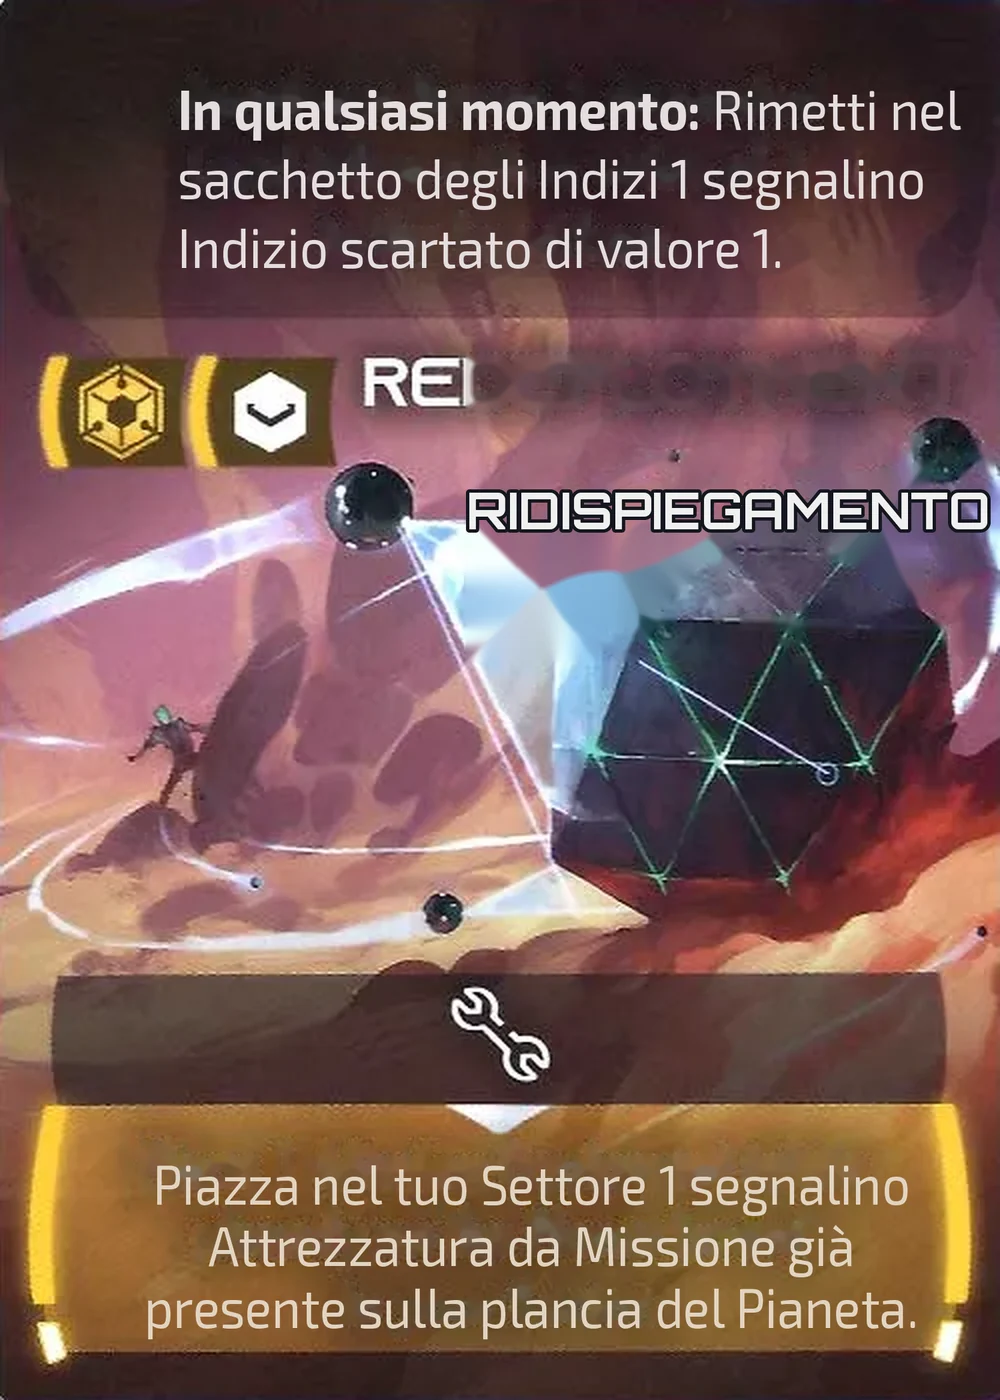 In qualsiasi momento: Rimetti nel
sacchetto degli Indizi 1 segnalino
Indizio scartato di valore 1.
RE
RIDISPIEGAMENTO
Piazza nel tuo Settore 1 segnalino
Attrezzatura da Missione già
presente sulla plancia del Pianeta.